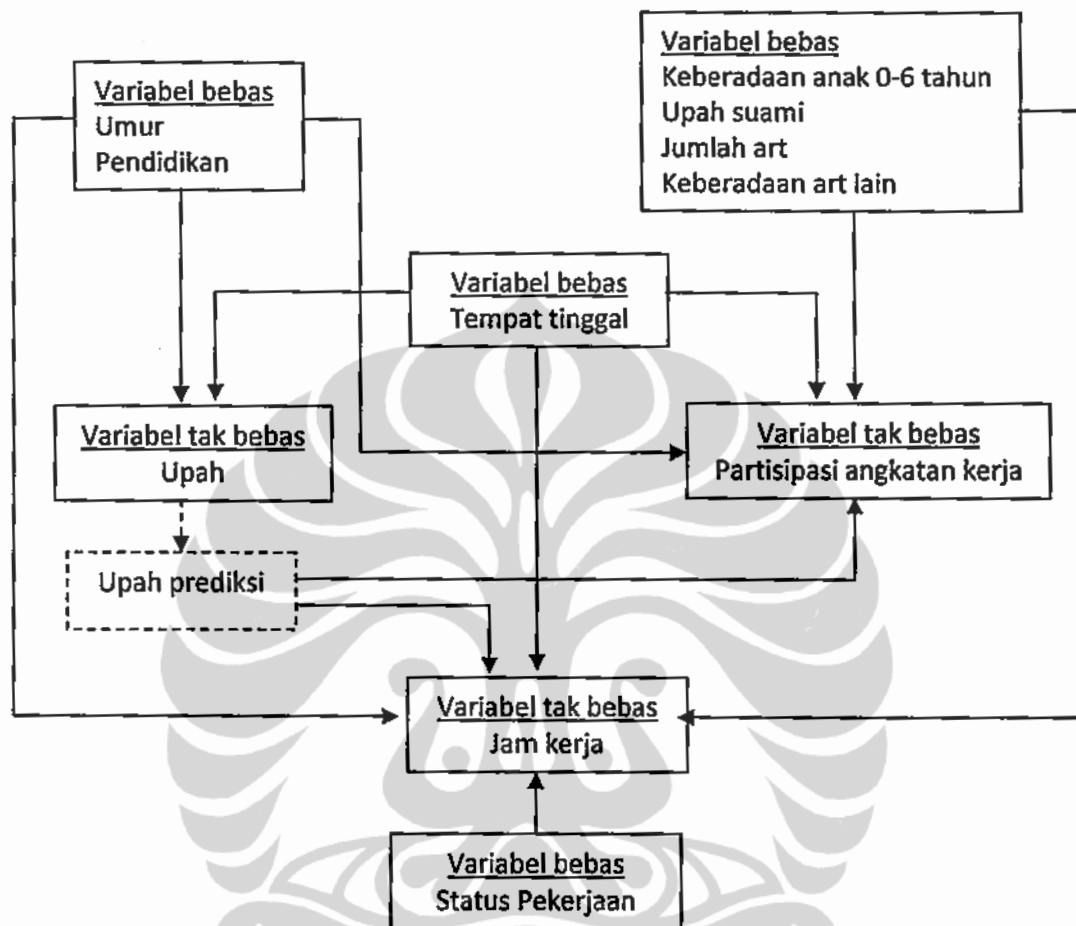 Variabel bebas
Umur
Pendidikan
Variabel bebas
Keberadaan anak 0-6 tahun
Upah suami
Jumlah art
Keberadaan art lain
Variabel bebas
Tempat tinggal
Variabel tak bebas
Upah
Variabel tak bebas
Partisipasi angkatan kerja
Upah prediksi
Variabel tak bebas
Jam kerja
Variabel bebas
Status Pekerjaan